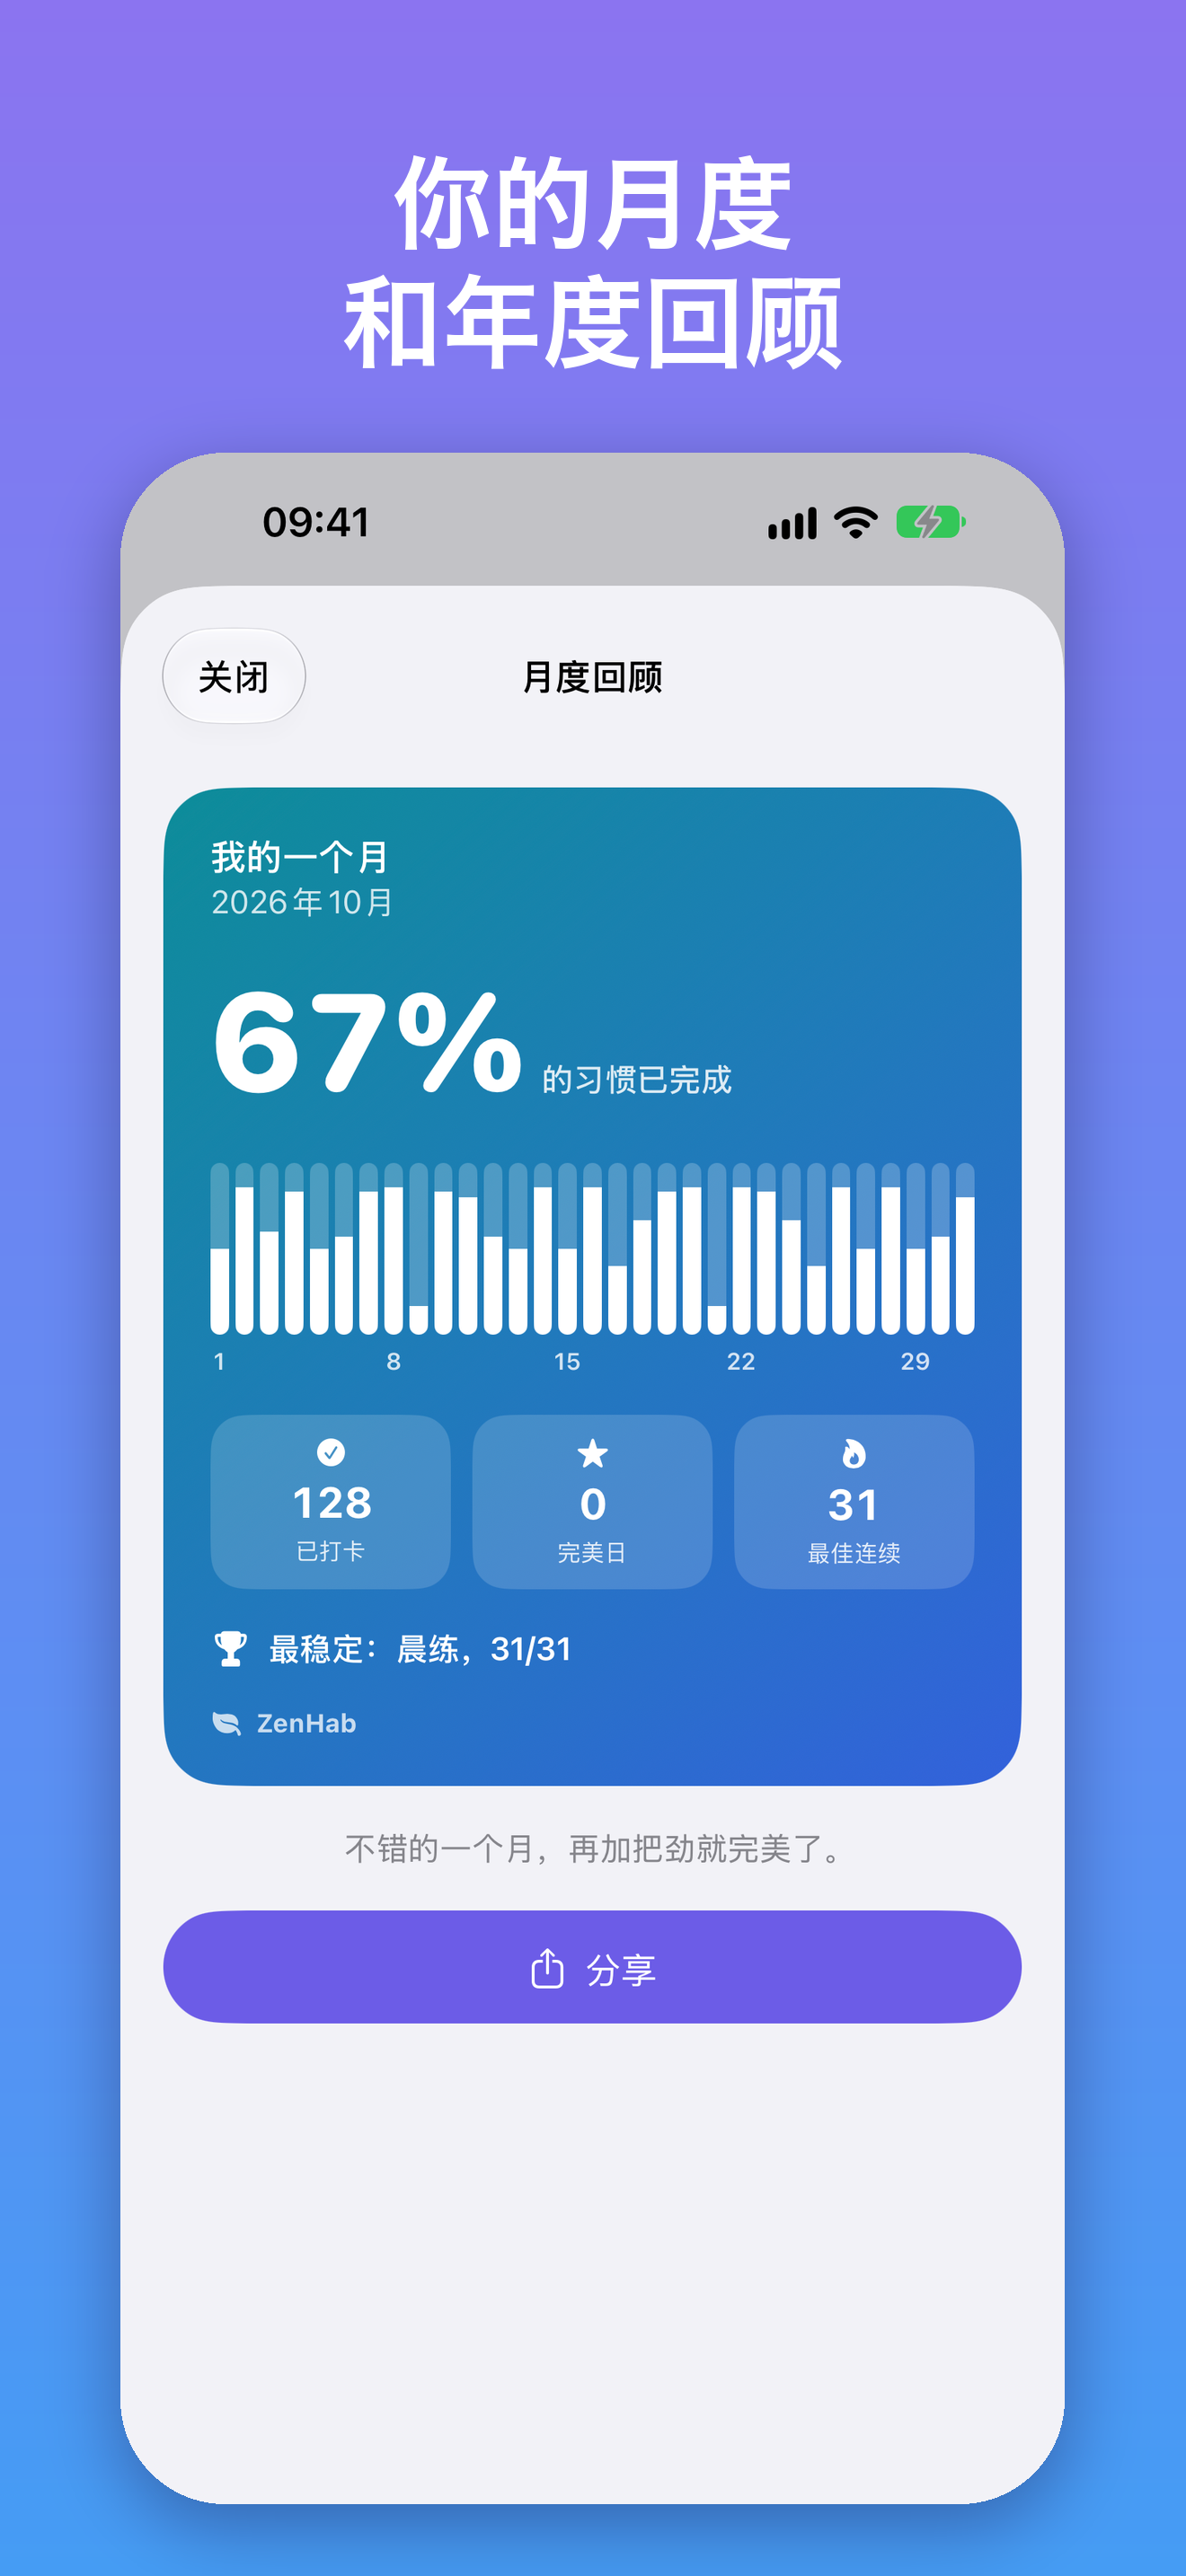 你的月度
和年度回顾
09:41
关闭
月度回顾
我的一个月
2026年10月
67% 的习惯已完成
1 8 15 22 29
128
已打卡
0
完美日
31
最佳连续
最稳定：晨练，31/31
ZenHab
不错的一个月，再加把劲就完美了。
分享